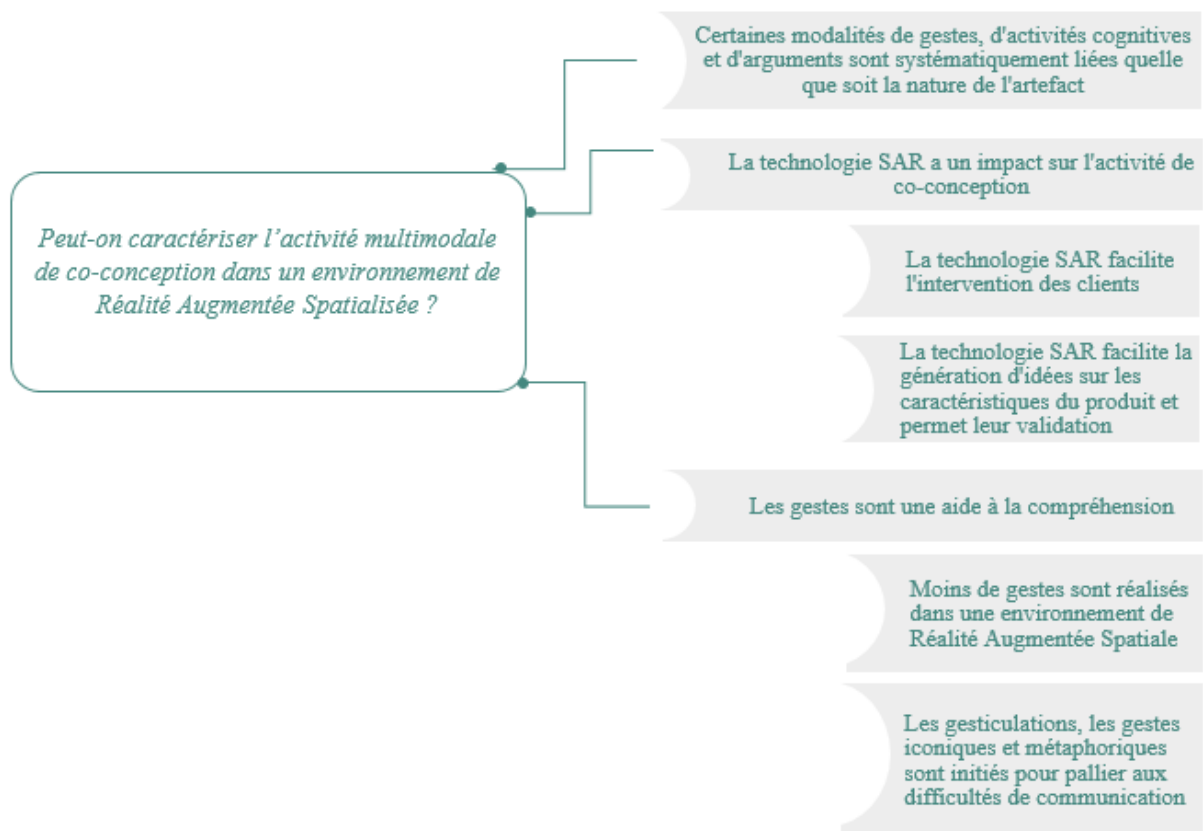 Certaines modalités de gestes, d'activités cognitives
et d'arguments sont systématiquement liées quelle
que soit la nature de l'artefact
La technologie SAR a un impact sur l'activité de
co-conception
Peut-on caractériser l’activité multimodale
de co-conception dans un environnement de
Réalité Augmentée Spatialisée ?
La technologie SAR facilite
l'intervention des clients
La technologie SAR facilite la
génération d'idées sur les
caractéristiques du produit et
permet leur validation
Les gestes sont une aide à la compréhension
Moins de gestes sont réalisés
dans une environnement de
Réalité Augmentée Spatiale
Les gesticulations, les gestes
iconiques et métaphoriques
sont initiés pour pallier aux
difficultés de communication